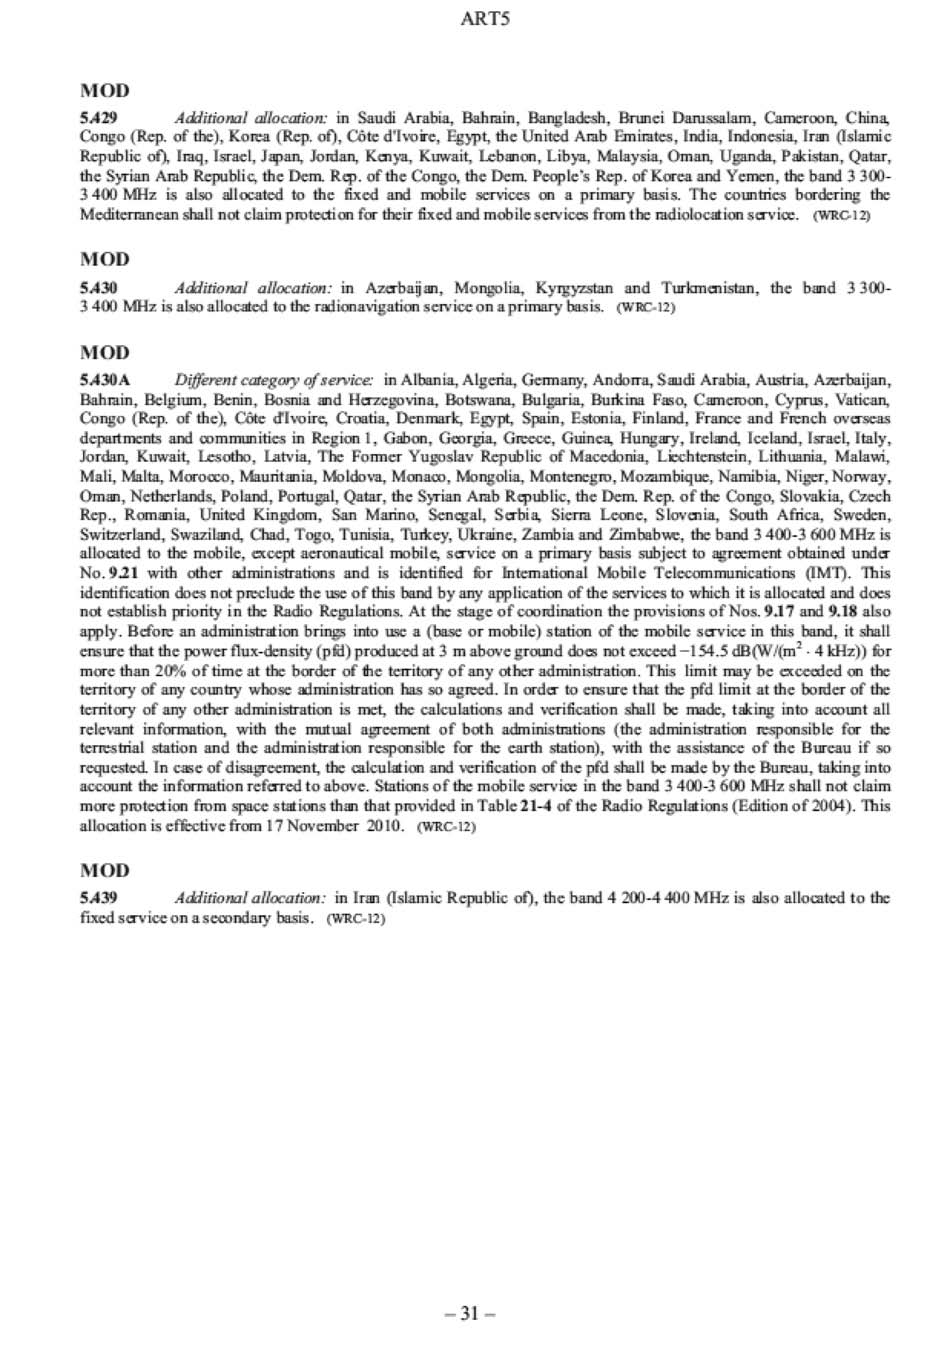 ART5
MOD
5.429 Additional allocation: in Saudi Arabia, Bahrain, Bangladesh, Brunei Darussalam, Cameroon, China,
Congo (Rep. of the), Korea (Rep. of), Côte d'Ivoire, Egypt, the United Arab Emirates, India, Indonesia, Iran (Islamic
Republic of), Iraq, Israel, Japan, Jordan, Kenya, Kuwait, Lebanon, Libya, Malaysia, Oman, Uganda, Pakistan, Qatar,
the Syrian Arab Republic, the Dem. Rep. of the Congo, the Dem. People's Rep. of Korea and Yemen, the band 3 300-
3 400 MHz is also allocated to the fixed and mobile services on a primary basis. The countries bordering the
Mediterranean shall not claim protection for their fixed and mobile services from the radiolocation service. (WRC-12)
MOD
5.430 Additional allocation: in Azerbaijan, Mongolia, Kyrgyzstan and Turkmenistan, the band 3 300-
3 400 MHz is also allocated to the radionavigation service on a primary basis. (WRC-12)
MOD
5.430A Different category of service: in Albania, Algeria, Germany, Andorra, Saudi Arabia, Austria, Azerbaijan,
Bahrain, Belgium, Benin, Bosnia and Herzegovina, Botswana, Bulgaria, Burkina Faso, Cameroon, Cyprus, Vatican,
Congo (Rep. of the), Côte d'Ivoire, Croatia, Denmark, Egypt, Spain, Estonia, Finland, France and French overseas
departments and communities in Region 1, Gabon, Georgia, Greece, Guinea, Hungary, Ireland, Iceland, Israel, Italy,
Jordan, Kuwait, Lesotho, Latvia, The Former Yugoslav Republic of Macedonia, Liechtenstein, Lithuania, Malawi,
Mali, Malta, Morocco, Mauritania, Moldova, Monaco, Mongolia, Montenegro, Mozambique, Namibia, Niger, Norway,
Oman, Netherlands, Poland, Portugal, Qatar, the Syrian Arab Republic, the Dem. Rep. of the Congo, Slovakia, Czech
Rep., Romania, United Kingdom, San Marino, Senegal, Serbia, Sierra Leone, Slovenia, South Africa, Sweden,
Switzerland, Swaziland, Chad, Togo, Tunisia, Turkey, Ukraine, Zambia and Zimbabwe, the band 3 400-3 600 MHz is
allocated to the mobile, except aeronautical mobile, service on a primary basis subject to agreement obtained under
No. 9.21 with other administrations and is identified for International Mobile Telecommunications (IMT). This
identification does not preclude the use of this band by any application of the services to which it is allocated and does
not establish priority in the Radio Regulations. At the stage of coordination the provisions of Nos. 9.17 and 9.18 also
apply. Before an administration brings into use a (base or mobile) station of the mobile service in this band, it shall
ensure that the power flux-density (pfd) produced at 3 m above ground does not exceed −154.5 dB(W/(m² · 4 kHz)) for
more than 20% of time at the border of the territory of any other administration. This limit may be exceeded on the
territory of any country whose administration has so agreed. In order to ensure that the pfd limit at the border of the
territory of any other administration is met, the calculations and verification shall be made, taking into account all
relevant information, with the mutual agreement of both administrations (the administration responsible for the
terrestrial station and the administration responsible for the earth station), with the assistance of the Bureau if so
requested. In case of disagreement, the calculation and verification of the pfd shall be made by the Bureau, taking into
account the information referred to above. Stations of the mobile service in the band 3 400-3 600 MHz shall not claim
more protection from space stations than that provided in Table 21-4 of the Radio Regulations (Edition of 2004). This
allocation is effective from 17 November 2010. (WRC-12)
MOD
5.439 Additional allocation: in Iran (Islamic Republic of), the band 4 200-4 400 MHz is also allocated to the
fixed service on a secondary basis. (WRC-12)
– 31 –